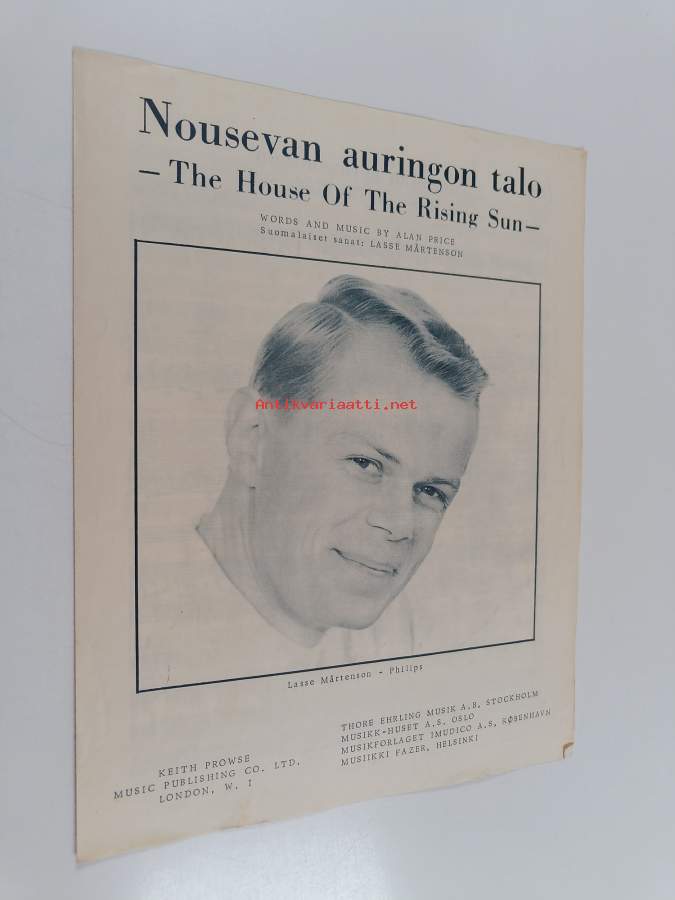 Nousevan auringon talo
– The House Of The Rising Sun –
WORDS AND MUSIC BY ALAN PRICE
Suomalaiset sanat: LASSE MÅRTENSON
Antikvariaatti.net
Lasse Mårtenson - Philips
KEITH PROWSE
MUSIC PUBLISHING CO. LTD.
LONDON, W. I
THORE EHRLING MUSIK A.B. STOCKHOLM
MUSIKK-HUSET A.S. OSLO
MUSIKFORLAGET IMUDICO A.S, KØBENHAVN
MUSIIKKI FAZER, HELSINKI